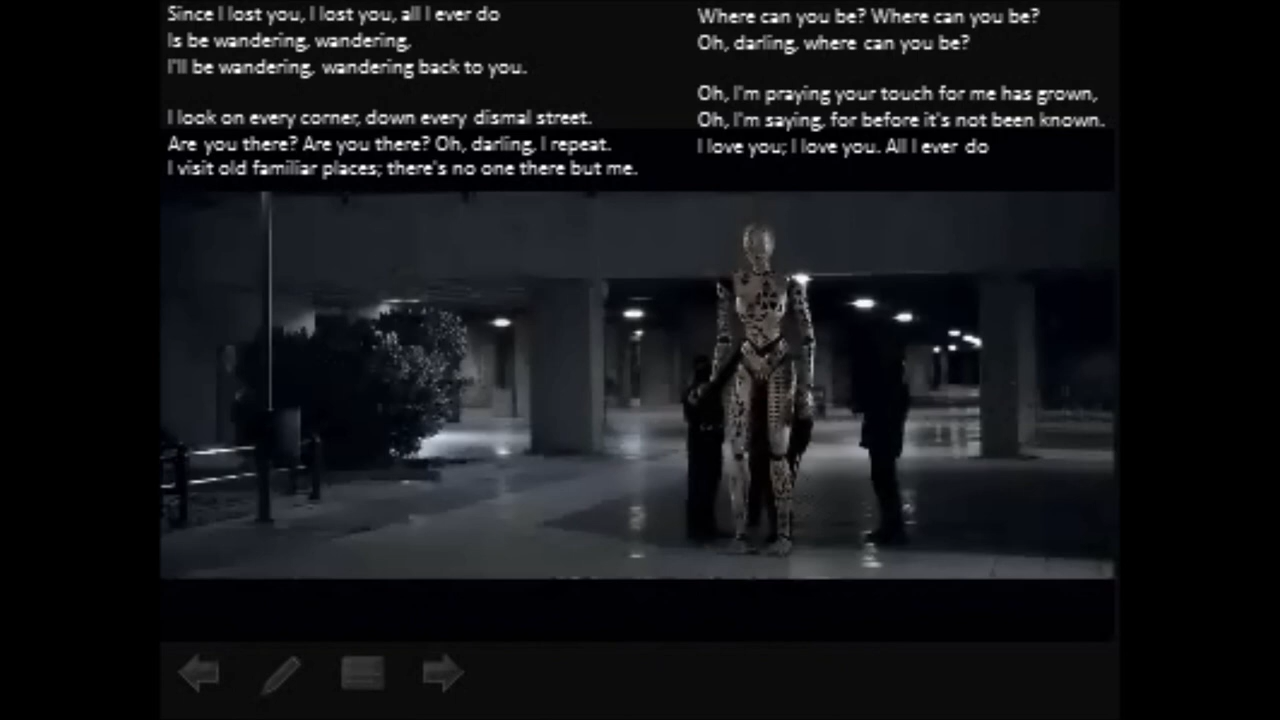 Since I lost you, I lost you, all I ever do
Is be wandering, wandering,
I'll be wandering, wandering back to you.
I look on every corner, down every dismal street.
Are you there? Are you there? Oh, darling, I repeat.
I visit old familiar places; there's no one there but me.
Where can you be? Where can you be?
Oh, darling, where can you be?
Oh, I'm praying your touch for me has grown,
Oh, I'm saying, for before it's not been known.
I love you; I love you. All I ever do